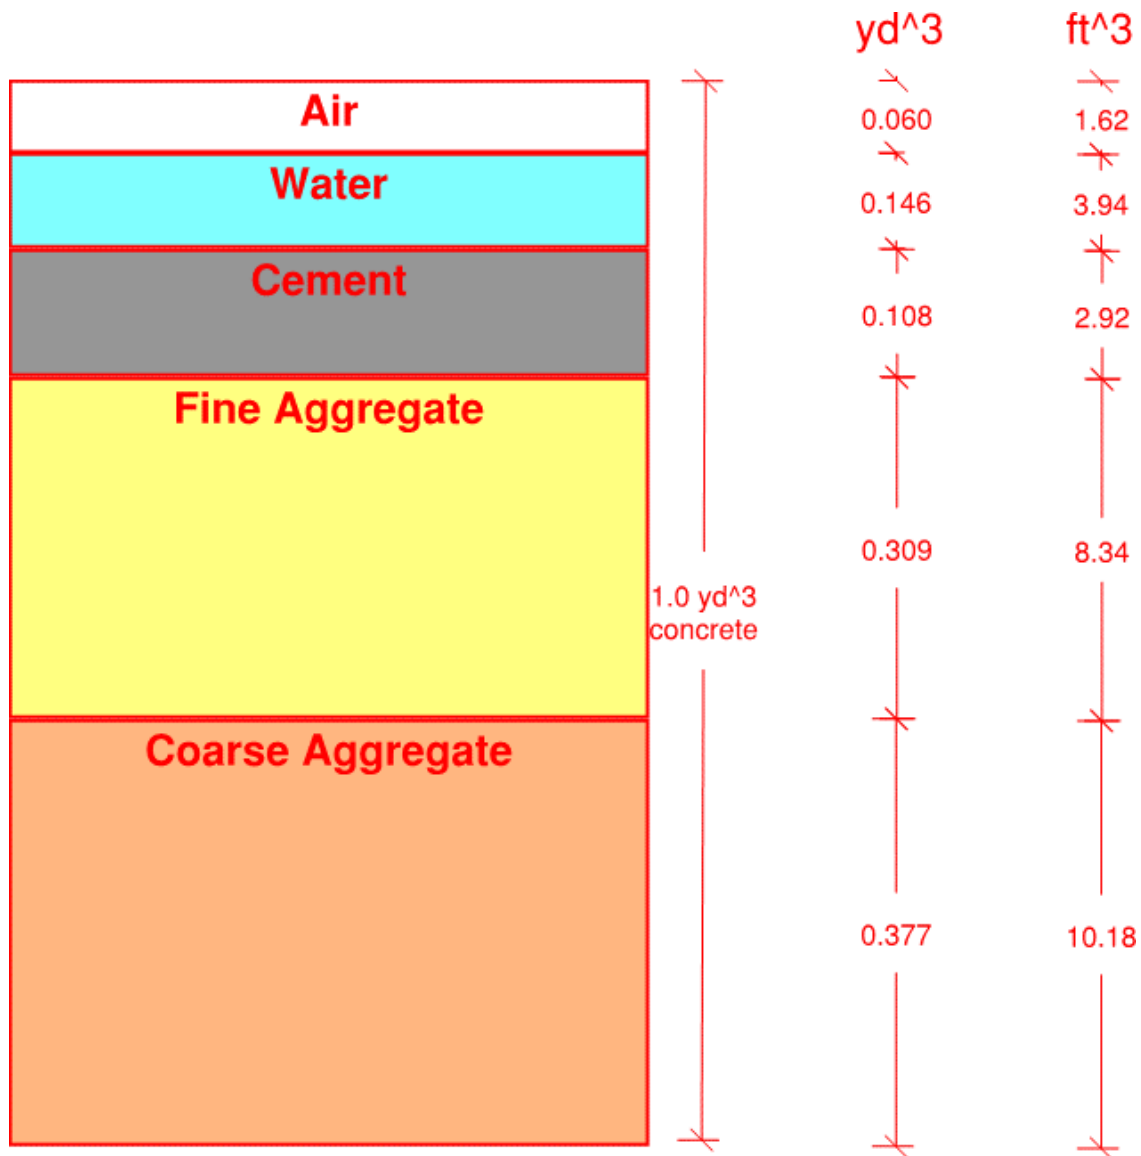 yd^3 ft^3
Air
0.060 1.62
Water
0.146 3.94
Cement
0.108 2.92
Fine Aggregate
0.309 8.34
1.0 yd^3
concrete
Coarse Aggregate
0.377 10.18